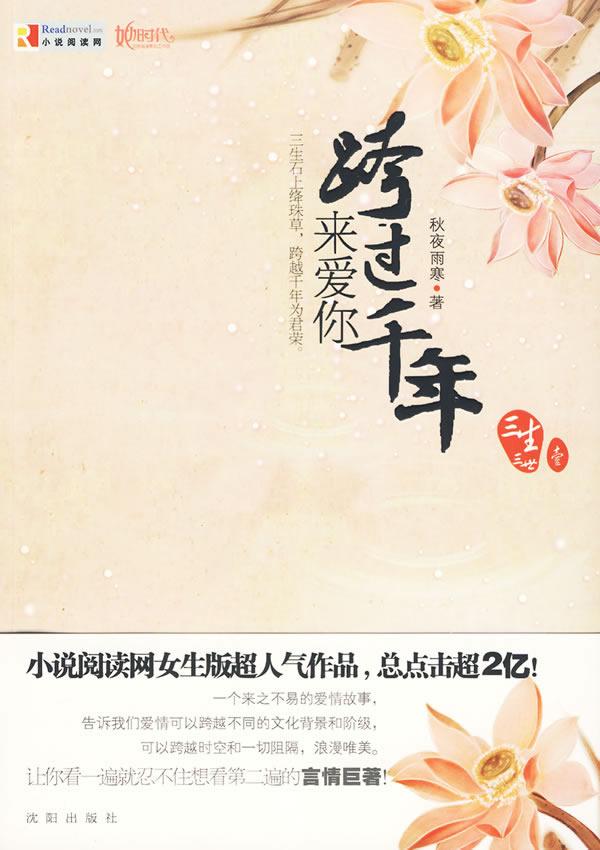 Readnovel.com
小说阅读网
她时代
跨过千年
来爱你
三生石上绛珠草，跨越千年为君荣。
秋夜雨寒·著
三生
三世
壹
小说阅读网女生版超人气作品，总点击超2亿！
一个来之不易的爱情故事，
告诉我们爱情可以跨越不同的文化背景和阶级，
可以跨越时空和一切阻隔，浪漫唯美。
让你看一遍就忍不住想看第二遍的言情巨著！
沈阳出版社